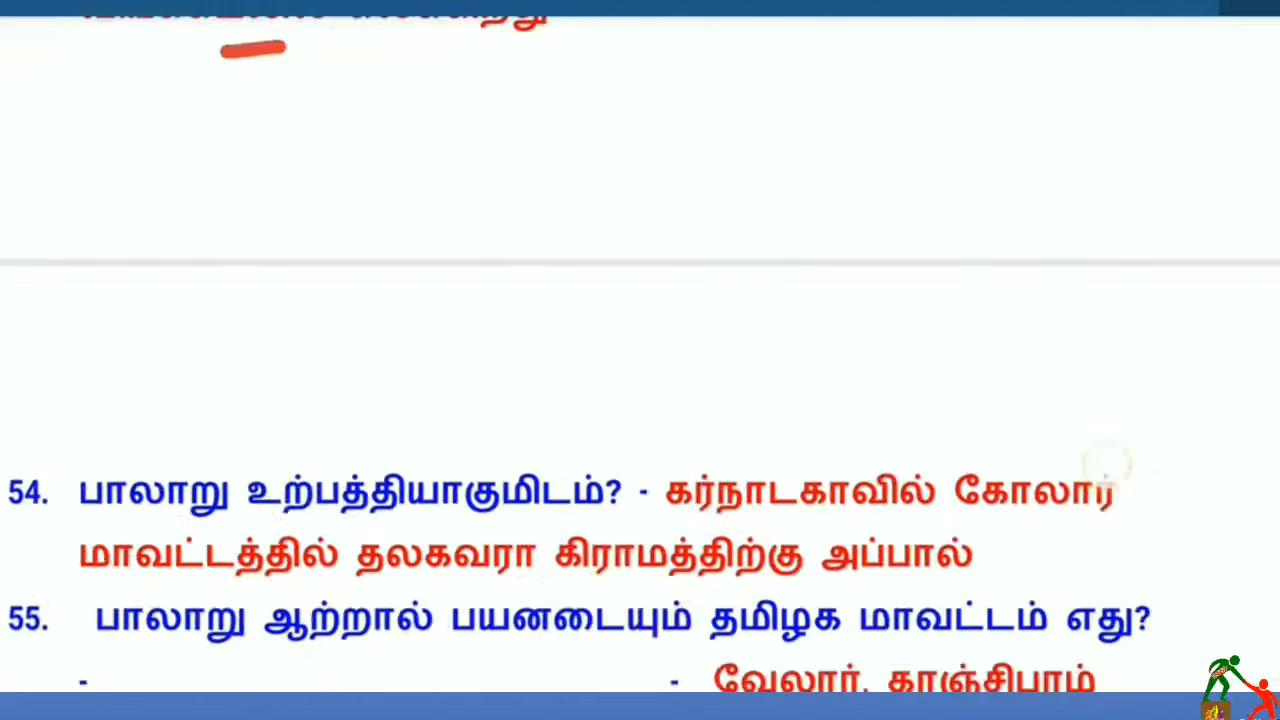 54. பாலாறு உற்பத்தியாகுமிடம்? - கர்நாடகாவில் கோலார்
மாவட்டத்தில் தலகவரா கிராமத்திற்கு அப்பால்
55. பாலாறு ஆற்றால் பயனடையும் தமிழக மாவட்டம் எது?
- - வேலூர், காஞ்சிபுரம்